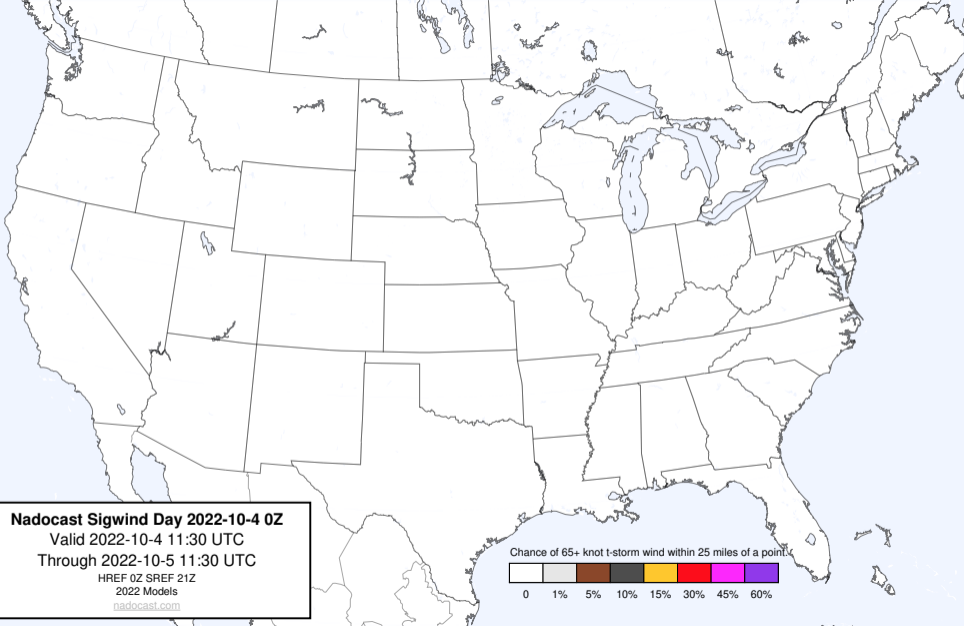 Nadocast Sigwind Day 2022-10-4 0Z
Valid 2022-10-4 11:30 UTC
Through 2022-10-5 11:30 UTC
HREF 0Z SREF 21Z
2022 Models
nadocast.com
Chance of 65+ knot t-storm wind within 25 miles of a point.
0 1% 5% 10% 15% 30% 45% 60%